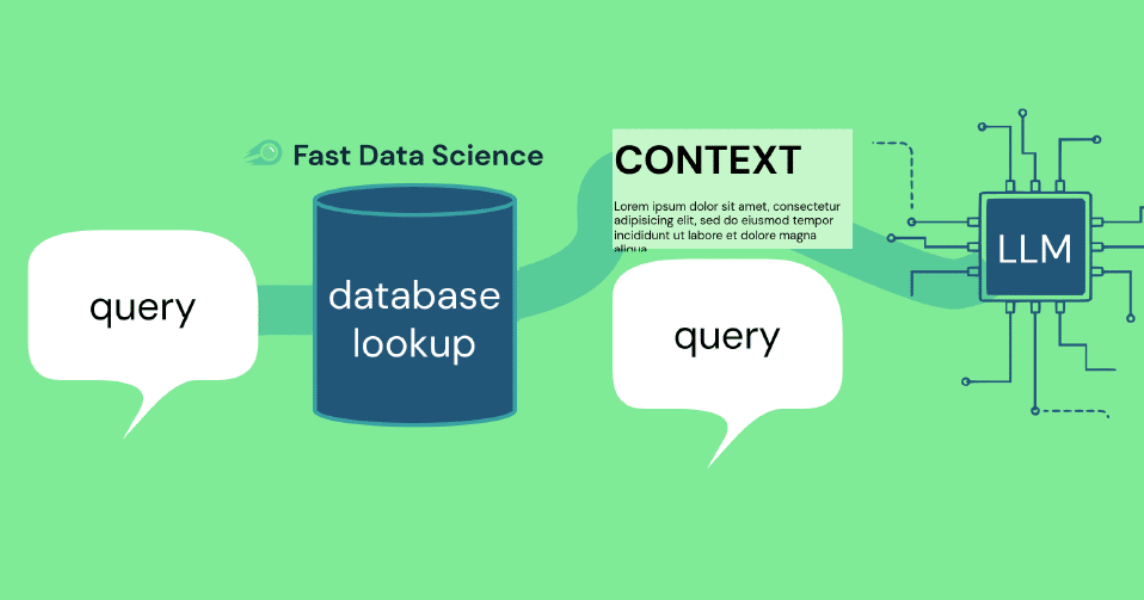 Fast Data Science
query
database
lookup
CONTEXT
Lorem ipsum dolor sit amet, consectetur
adipisicing elit, sed do eiusmod tempor
incididunt ut labore et dolore magna
aliqua
query
LLM